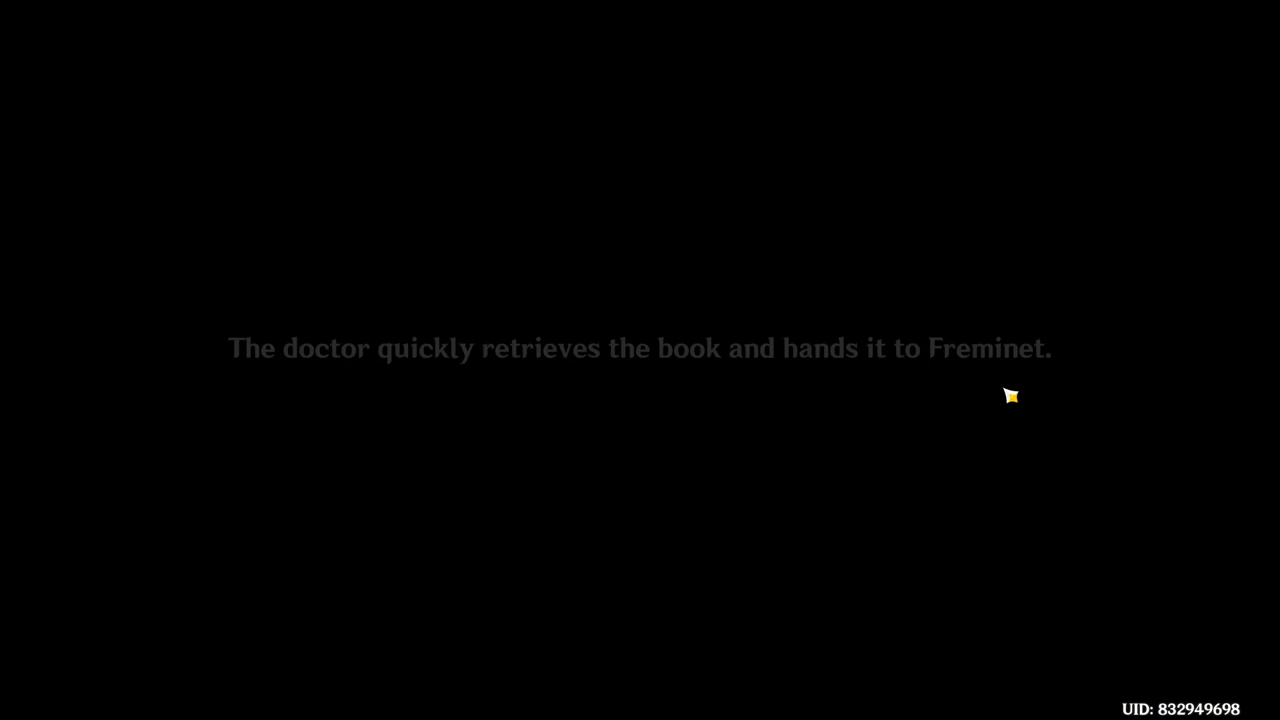 The doctor quickly retrieves the book and hands it to Freminet.
UID: 832949698